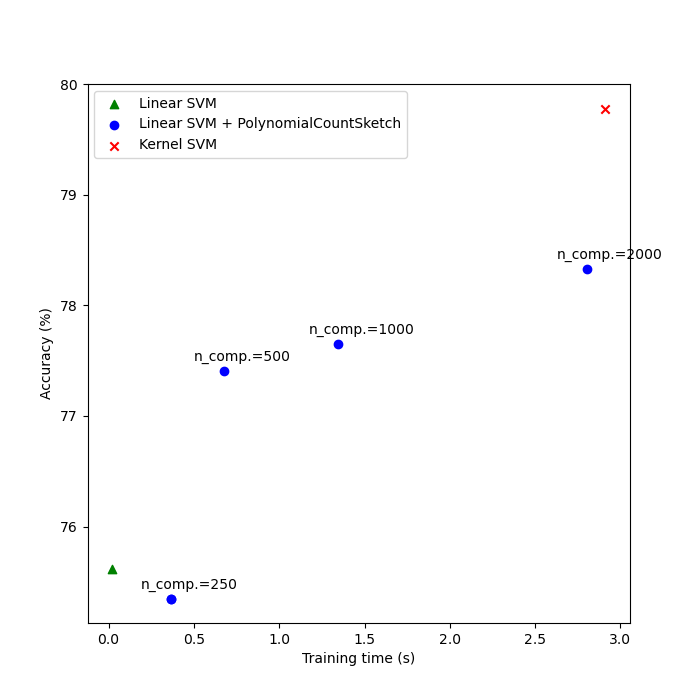 80
79
78
77
76
Accuracy (%)
Linear SVM
Linear SVM + PolynomialCountSketch
Kernel SVM
n_comp.=2000
n_comp.=1000
n_comp.=500
n_comp.=250
0.0 0.5 1.0 1.5 2.0 2.5 3.0
Training time (s)